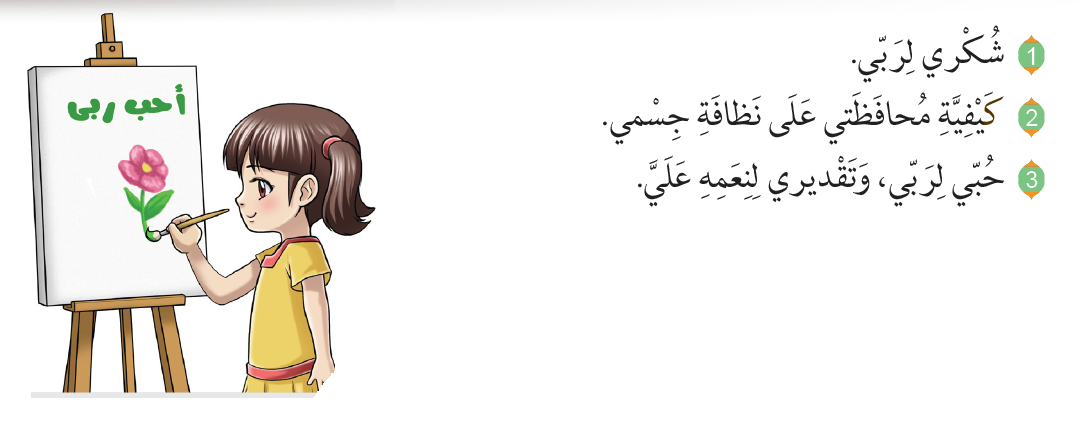 1 شُكْري لِرَبّي.
2 كَيْفِيَّةِ مُحافَظَتي عَلَى نَظافَةِ جِسْمي.
3 حُبّي لِرَبّي، وَتَقْديري لِنِعَمِهِ عَلَيَّ.
أحب ربى